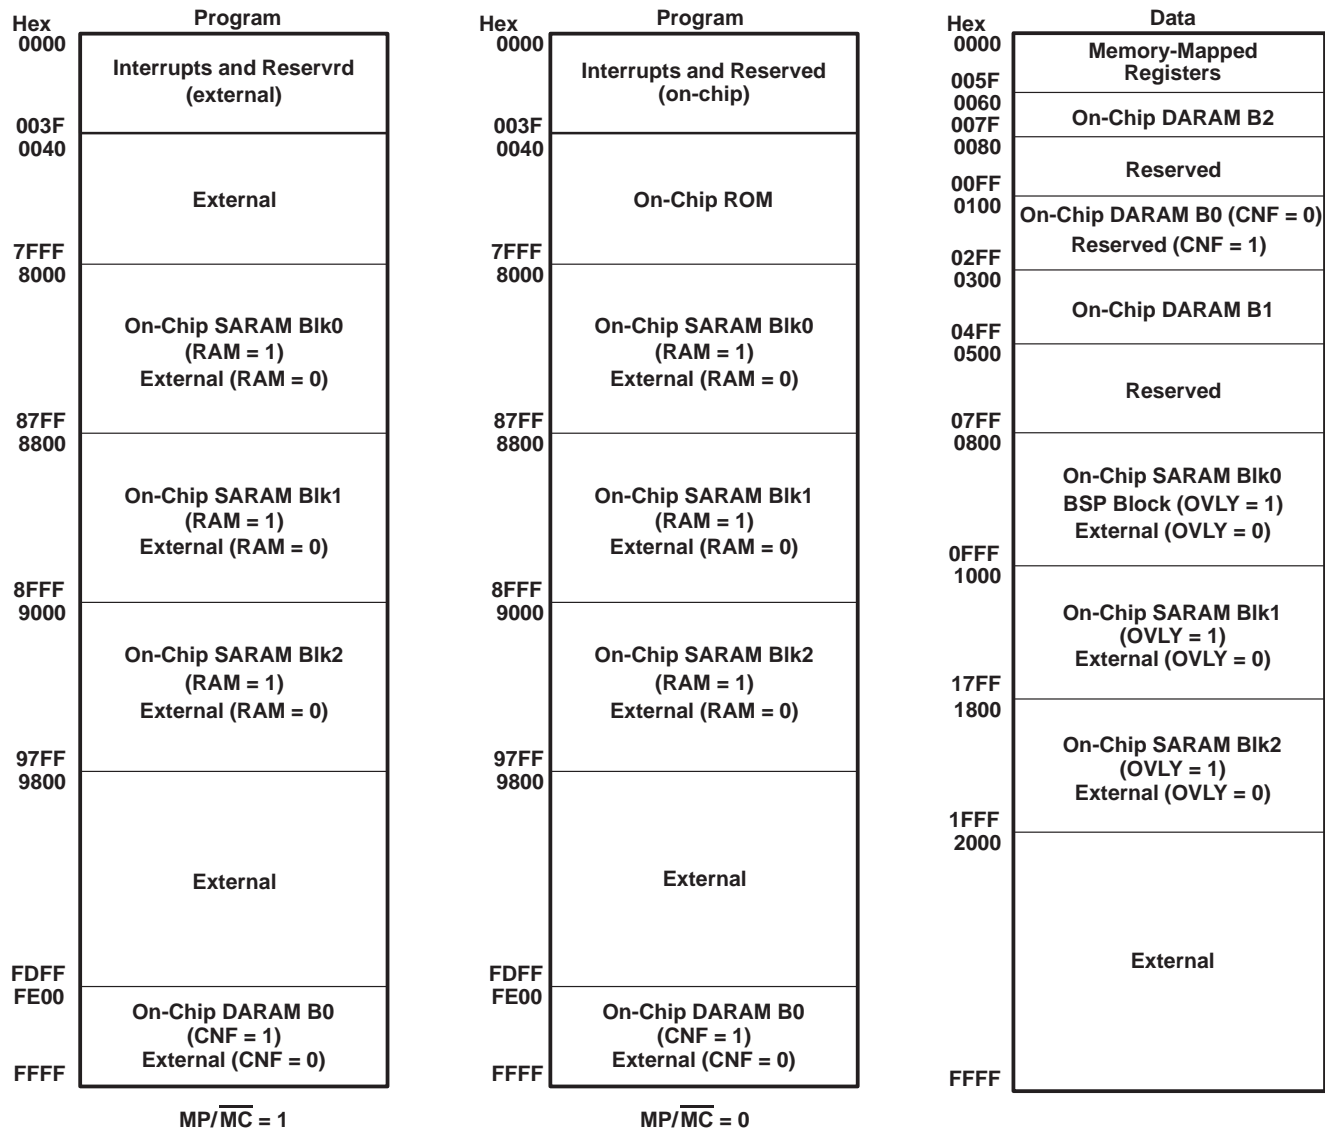 Hex
Program
0000
Interrupts and Reservrd
(external)
003F
0040
External
7FFF
8000
On-Chip SARAM Blk0
(RAM = 1)
External (RAM = 0)
87FF
8800
On-Chip SARAM Blk1
(RAM = 1)
External (RAM = 0)
8FFF
9000
On-Chip SARAM Blk2
(RAM = 1)
External (RAM = 0)
97FF
9800
External
FDFF
FE00
On-Chip DARAM B0
(CNF = 1)
External (CNF = 0)
FFFF
MP/M̅C̅ = 1
Hex
Program
0000
Interrupts and Reserved
(on-chip)
003F
0040
On-Chip ROM
7FFF
8000
On-Chip SARAM Blk0
(RAM = 1)
External (RAM = 0)
87FF
8800
On-Chip SARAM Blk1
(RAM = 1)
External (RAM = 0)
8FFF
9000
On-Chip SARAM Blk2
(RAM = 1)
External (RAM = 0)
97FF
9800
External
FDFF
FE00
On-Chip DARAM B0
(CNF = 1)
External (CNF = 0)
FFFF
MP/M̅C̅ = 0
Hex
Data
0000
Memory-Mapped
Registers
005F
0060
On-Chip DARAM B2
007F
0080
Reserved
00FF
0100
On-Chip DARAM B0 (CNF = 0)
Reserved (CNF = 1)
02FF
0300
On-Chip DARAM B1
04FF
0500
Reserved
07FF
0800
On-Chip SARAM Blk0
BSP Block (OVLY = 1)
External (OVLY = 0)
0FFF
1000
On-Chip SARAM Blk1
(OVLY = 1)
External (OVLY = 0)
17FF
1800
On-Chip SARAM Blk2
(OVLY = 1)
External (OVLY = 0)
1FFF
2000
External
FFFF